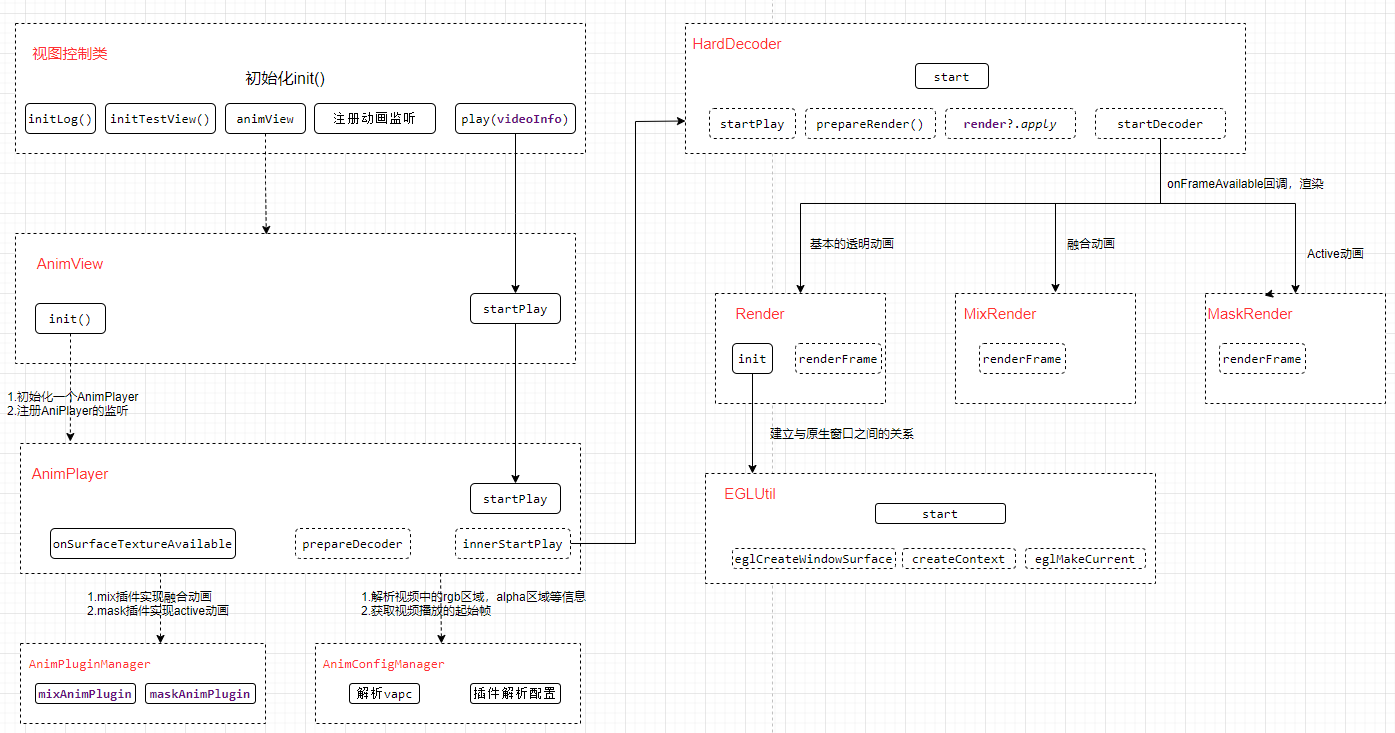 视图控制类
初始化init()
initLog()
initTestView()
animView
注册动画监听
play(videoInfo)
AnimView
init()
startPlay
1.初始化一个AnimPlayer
2.注册AniPlayer的监听
AnimPlayer
startPlay
onSurfaceTextureAvailable
prepareDecoder
innerStartPlay
1.mix插件实现融合动画
2.mask插件实现active动画
1.解析视频中的rgb区域，alpha区域等信息
2.获取视频播放的起始帧
AnimPluginManager
mixAnimPlugin
maskAnimPlugin
AnimConfigManager
解析vapc
插件解析配置
HardDecoder
start
startPlay
prepareRender()
render?.apply
startDecoder
onFrameAvailable回调，渲染
基本的透明动画
融合动画
Active动画
Render
init
renderFrame
MixRender
renderFrame
MaskRender
renderFrame
建立与原生窗口之间的关系
EGLUtil
start
eglCreateWindowSurface
createContext
eglMakeCurrent